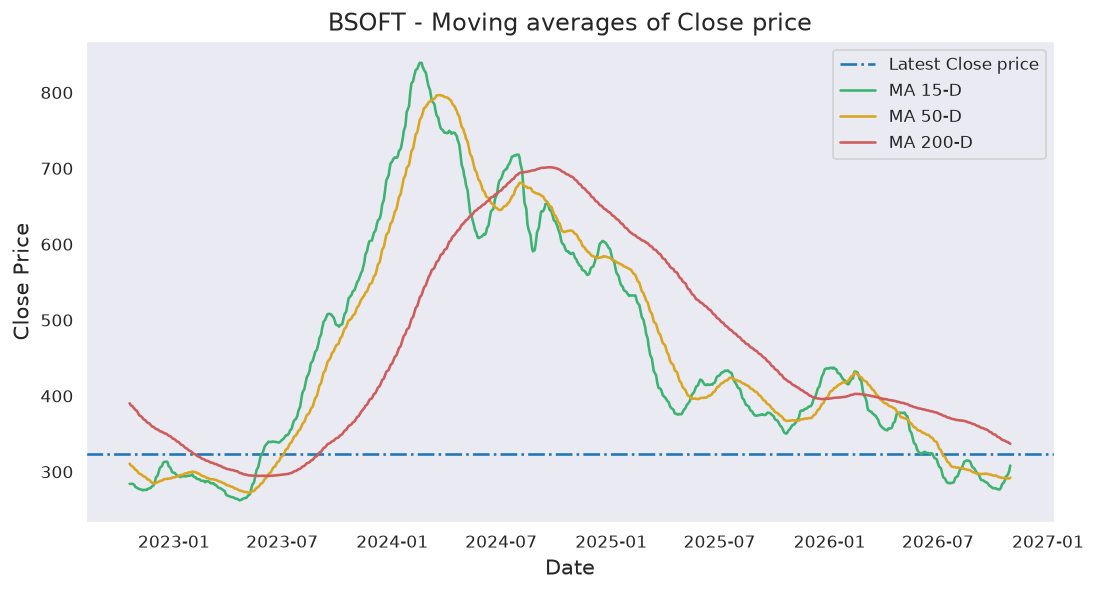 BSOFT - Moving averages of Close price
Latest Close price
MA 15-D
MA 50-D
MA 200-D
Close Price
800
700
600
500
400
300
2023-01 2023-07 2024-01 2024-07 2025-01 2025-07 2026-01 2026-07 2027-01
Date